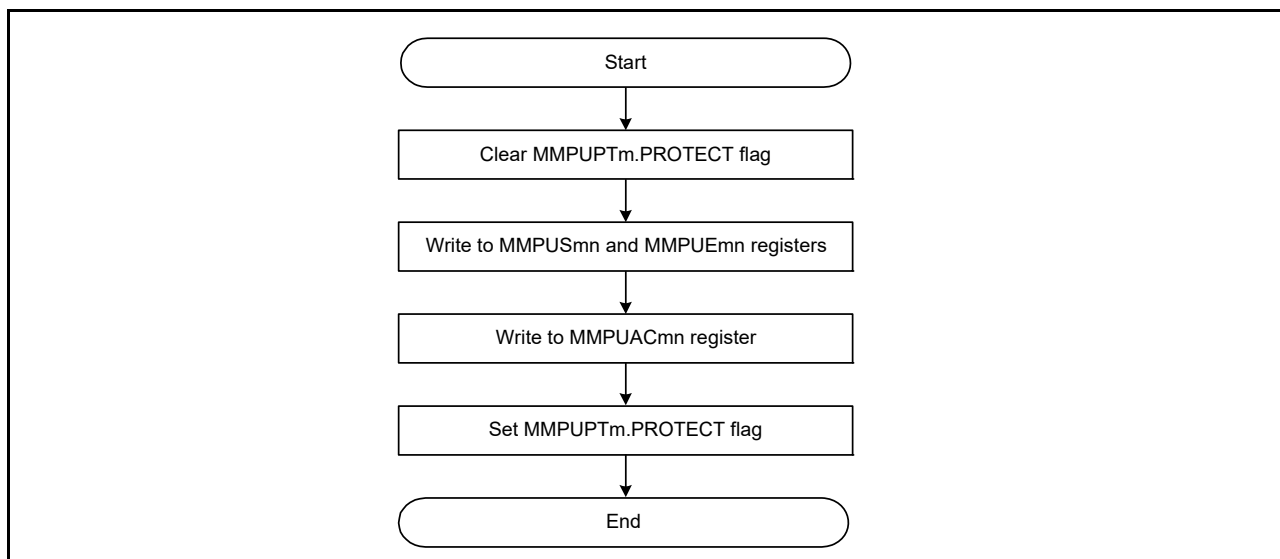 Start
Clear MMPUPTm.PROTECT flag
Write to MMPUSmn and MMPUEmn registers
Write to MMPUACmn register
Set MMPUPTm.PROTECT flag
End